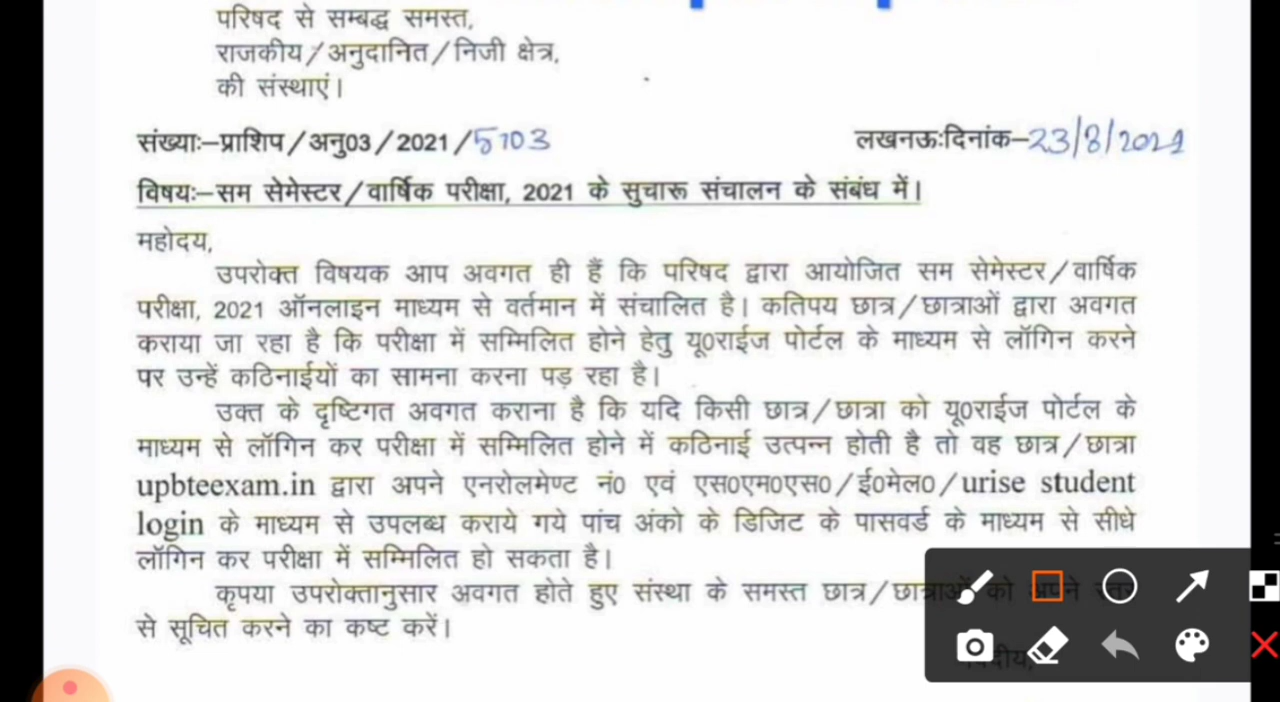 परिषद से सम्बद्ध समस्त,
राजकीय/अनुदानित/निजी क्षेत्र,
की संस्थाएं।
संख्याः–प्राशिप/अनु03/2021/5703 लखनऊःदिनांक–23/8/2021
विषयः–सम सेमेस्टर/वार्षिक परीक्षा, 2021 के सुचारू संचालन के संबंध में।
महोदय,
उपरोक्त विषयक आप अवगत ही हैं कि परिषद द्वारा आयोजित सम सेमेस्टर/वार्षिक
परीक्षा, 2021 ऑनलाइन माध्यम से वर्तमान में संचालित है। कतिपय छात्र/छात्राओं द्वारा अवगत
कराया जा रहा है कि परीक्षा में सम्मिलित होने हेतु यू0राईज पोर्टल के माध्यम से लॉगिन करने
पर उन्हें कठिनाईयों का सामना करना पड़ रहा है।
उक्त के दृष्टिगत अवगत कराना है कि यदि किसी छात्र/छात्रा को यू0राईज पोर्टल के
माध्यम से लॉगिन कर परीक्षा में सम्मिलित होने में कठिनाई उत्पन्न होती है तो वह छात्र/छात्रा
upbteexam.in द्वारा अपने एनरोलमेण्ट नं0 एवं एस0एम0एस0/ई0मेल0/urise student
login के माध्यम से उपलब्ध कराये गये पांच अंको के डिजिट के पासवर्ड के माध्यम से सीधे
लॉगिन कर परीक्षा में सम्मिलित हो सकता है।
कृपया उपरोक्तानुसार अवगत होते हुए संस्था के समस्त छात्र/छात्राओं को अपने स्तर
से सूचित करने का कष्ट करें।